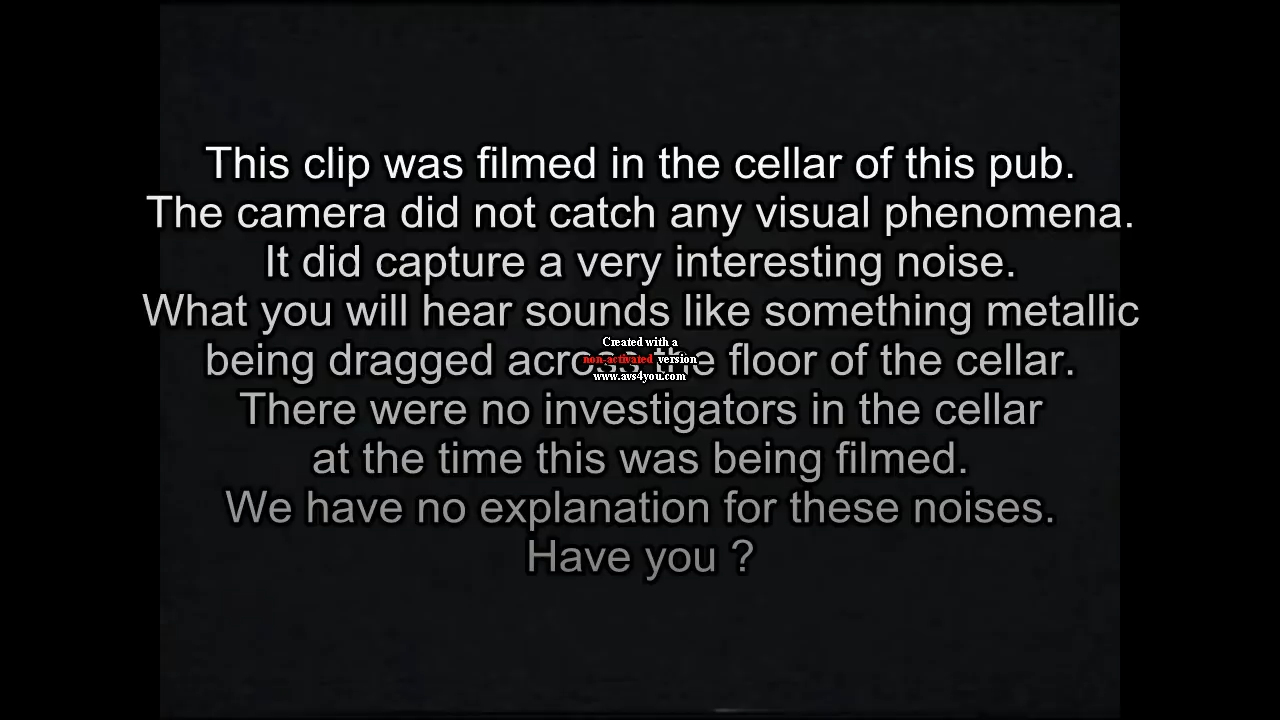 This clip was filmed in the cellar of this pub.
The camera did not catch any visual phenomena.
It did capture a very interesting noise.
What you will hear sounds like something metallic
being dragged across the floor of the cellar.
There were no investigators in the cellar
at the time this was being filmed.
We have no explanation for these noises.
Have you ?
Created with a
non-activated version
www.avs4you.com